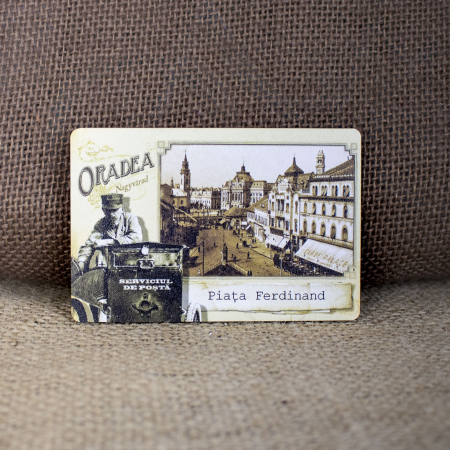 ORADEA
Nagyvárad
SERVICIUL
DE POȘTĂ
Piața Ferdinand